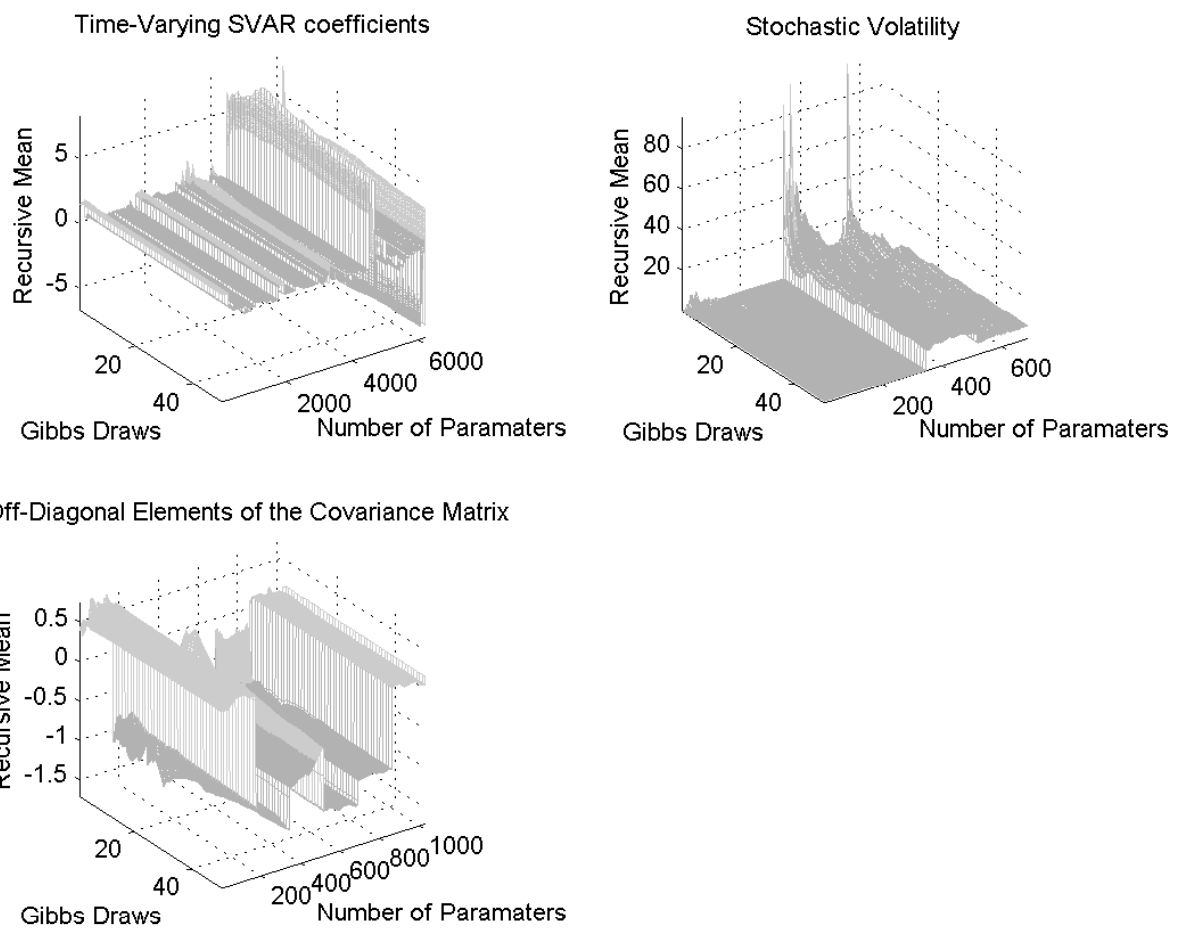 Time-Varying SVAR coefficients
Recursive Mean
5
0
-5
20
40
Gibbs Draws
2000
4000
6000
Number of Paramaters
Stochastic Volatility
Recursive Mean
80
60
40
20
20
40
Gibbs Draws
200
400
600
Number of Paramaters
Off-Diagonal Elements of the Covariance Matrix
Recursive Mean
0.5
0
-0.5
-1
-1.5
20
40
Gibbs Draws
200
400
600
800
1000
Number of Paramaters